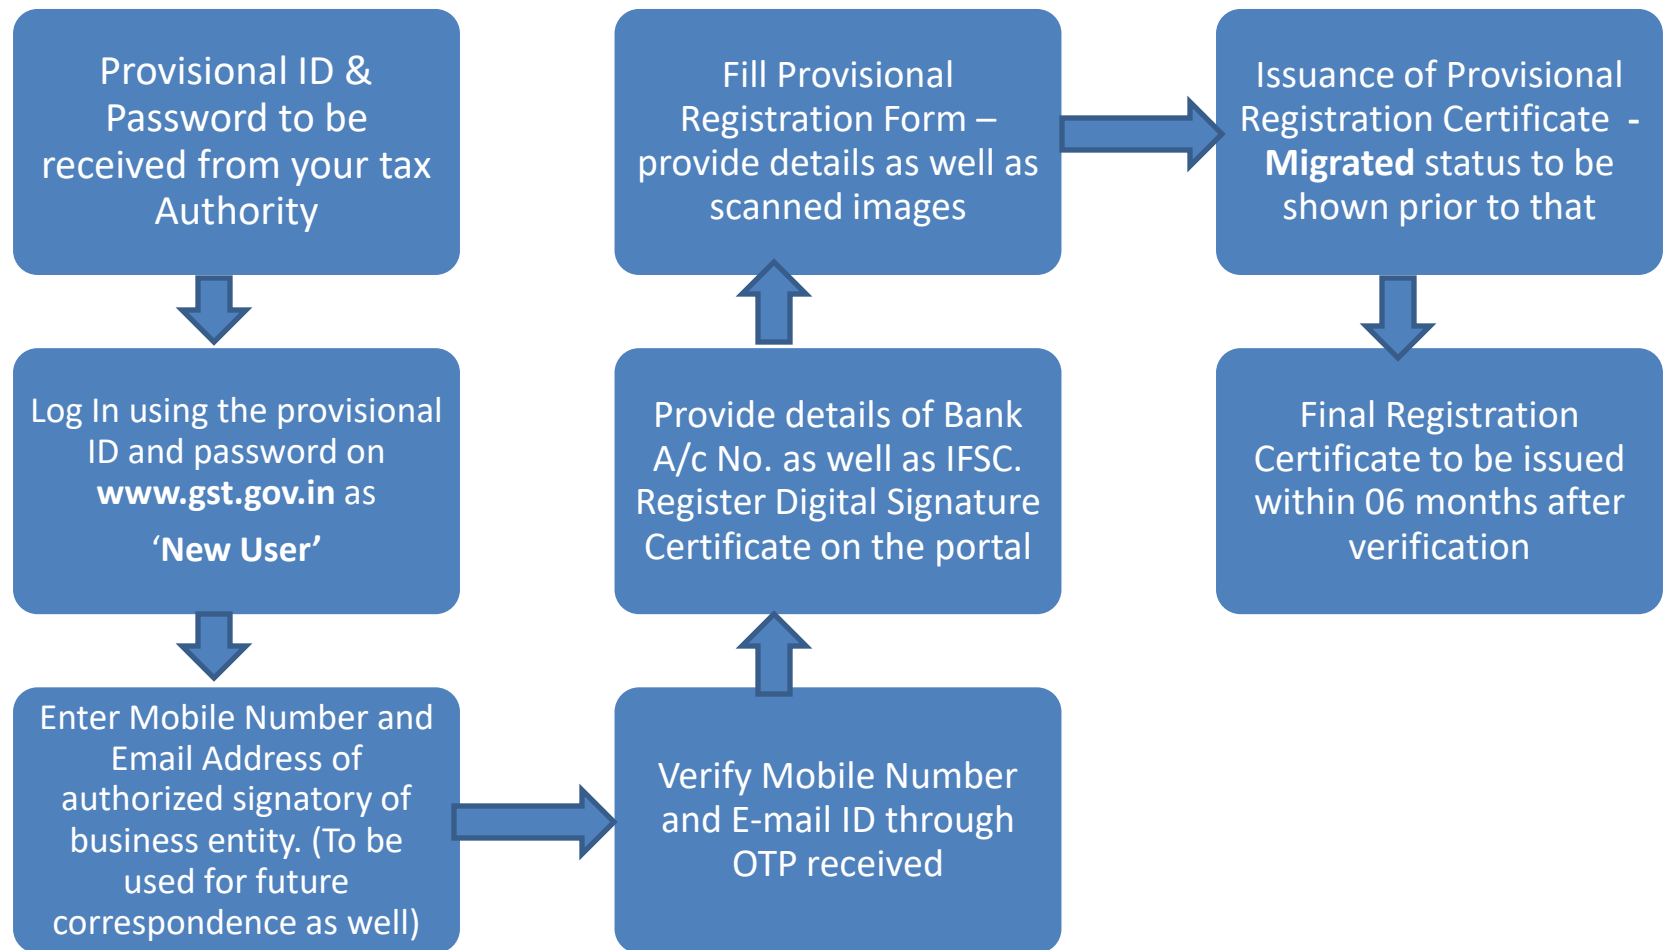 Provisional ID &
Password to be
received from your tax
Authority
Log In using the provisional
ID and password on
www.gst.gov.in as
‘New User’
Enter Mobile Number and
Email Address of
authorized signatory of
business entity. (To be
used for future
correspondence as well)
Verify Mobile Number
and E-mail ID through
OTP received
Provide details of Bank
A/c No. as well as IFSC.
Register Digital Signature
Certificate on the portal
Fill Provisional
Registration Form –
provide details as well as
scanned images
Issuance of Provisional
Registration Certificate -
Migrated status to be
shown prior to that
Final Registration
Certificate to be issued
within 06 months after
verification